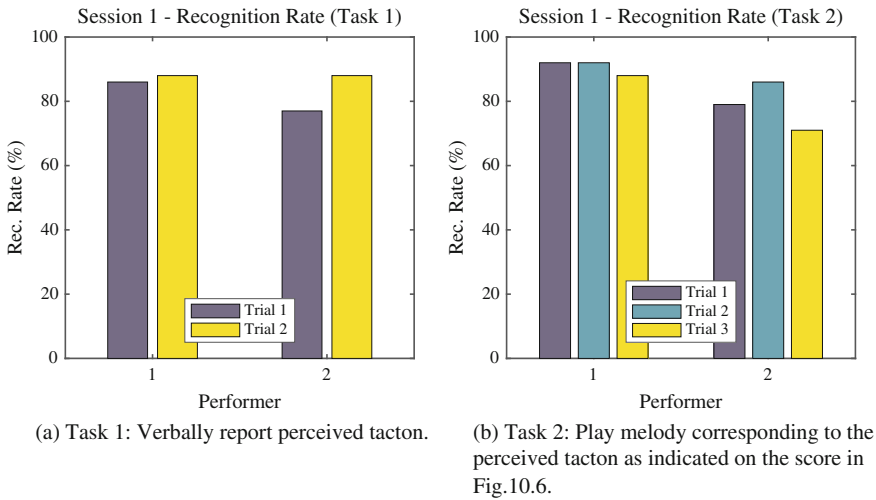 Session 1 - Recognition Rate (Task 1)
100
80
60
40
20
0
Rec. Rate (%)
Trial 1
Trial 2
1
2
Performer
(a) Task 1: Verbally report perceived tacton.
Session 1 - Recognition Rate (Task 2)
100
80
60
40
20
0
Rec. Rate (%)
Trial 1
Trial 2
Trial 3
1
2
Performer
(b) Task 2: Play melody corresponding to the
perceived tacton as indicated on the score in
Fig.10.6.